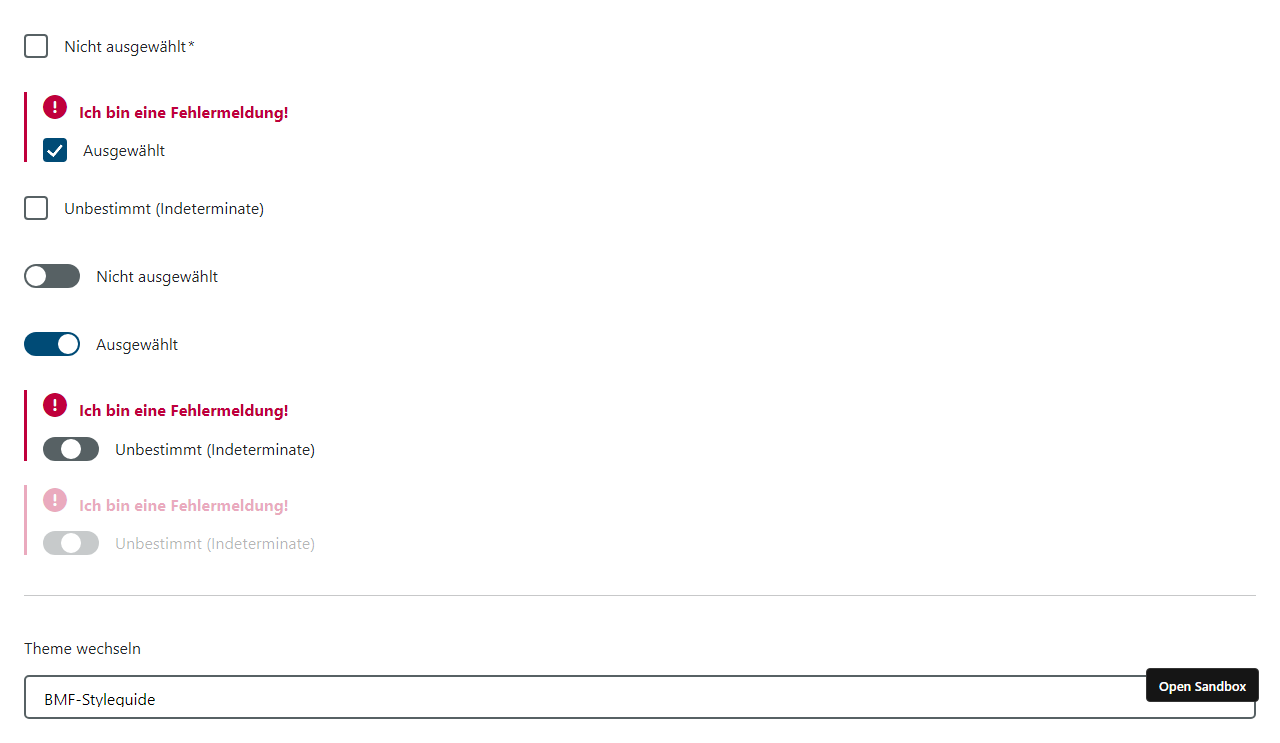 Nicht ausgewählt*
Ich bin eine Fehlermeldung!
Ausgewählt
Unbestimmt (Indeterminate)
Nicht ausgewählt
Ausgewählt
Ich bin eine Fehlermeldung!
Unbestimmt (Indeterminate)
Ich bin eine Fehlermeldung!
Unbestimmt (Indeterminate)
Theme wechseln
BMF-Styleguide
Open Sandbox